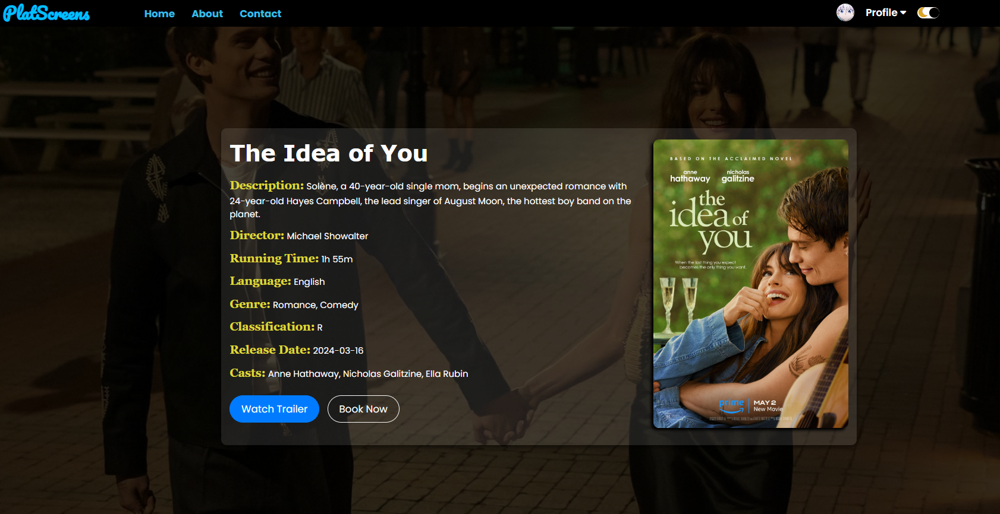 PlatScreens
Home About Contact
Profile
The Idea of You
Description: Solène, a 40-year-old single mom, begins an unexpected romance with
24-year-old Hayes Campbell, the lead singer of August Moon, the hottest boy band on the
planet.
Director: Michael Showalter
Running Time: 1h 55m
Language: English
Genre: Romance, Comedy
Classification: R
Release Date: 2024-03-16
Casts: Anne Hathaway, Nicholas Galitzine, Ella Rubin
Watch Trailer Book Now
BASED ON THE ACCLAIMED NOVEL
anne nicholas
hathaway galitzine
the
idea of
you
When the last thing you expect
becomes the only thing you want.
prime MAY 2
New Movie
R